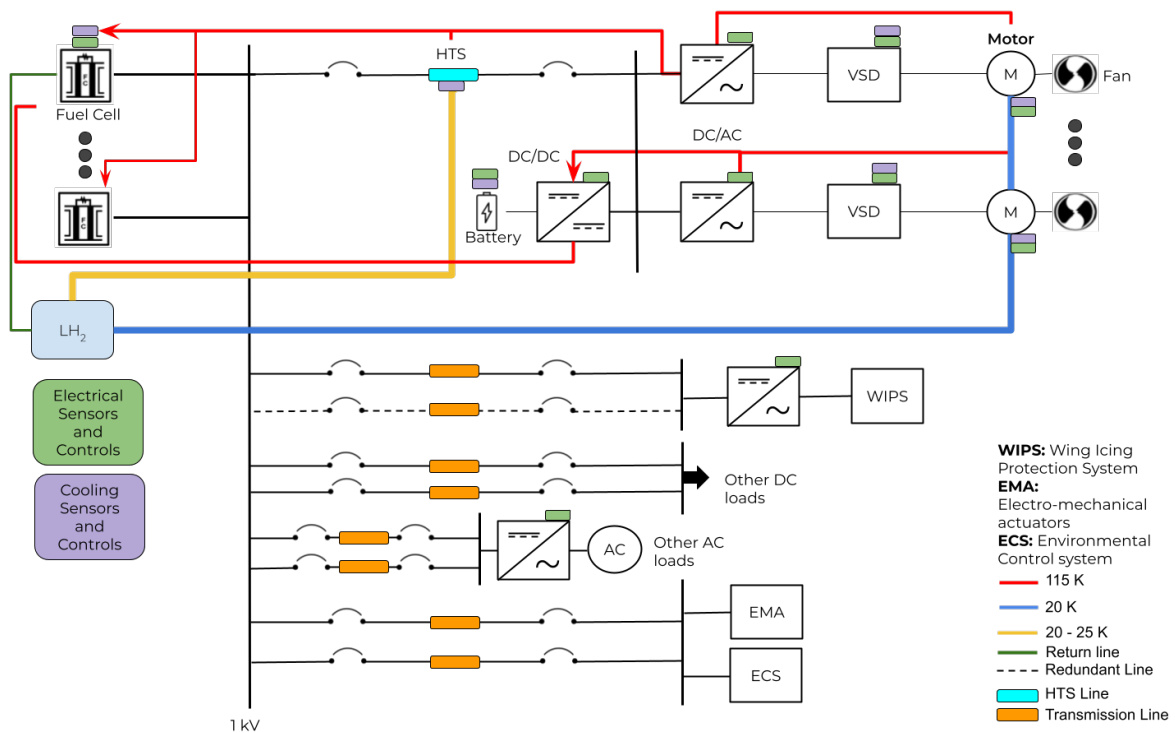 HTS
Motor
VSD
M
Fan
FC
Fuel Cell
DC/AC
DC/DC
FC
Battery
VSD
M
LH2
Electrical
Sensors
and
Controls
WIPS
Cooling
Sensors
and
Controls
Other DC
loads
AC
Other AC
loads
EMA
ECS
1 kV
WIPS: Wing Icing
Protection System
EMA:
Electro-mechanical
actuators
ECS: Environmental
Control system
115 K
20 K
20 - 25 K
Return line
Redundant Line
HTS Line
Transmission Line